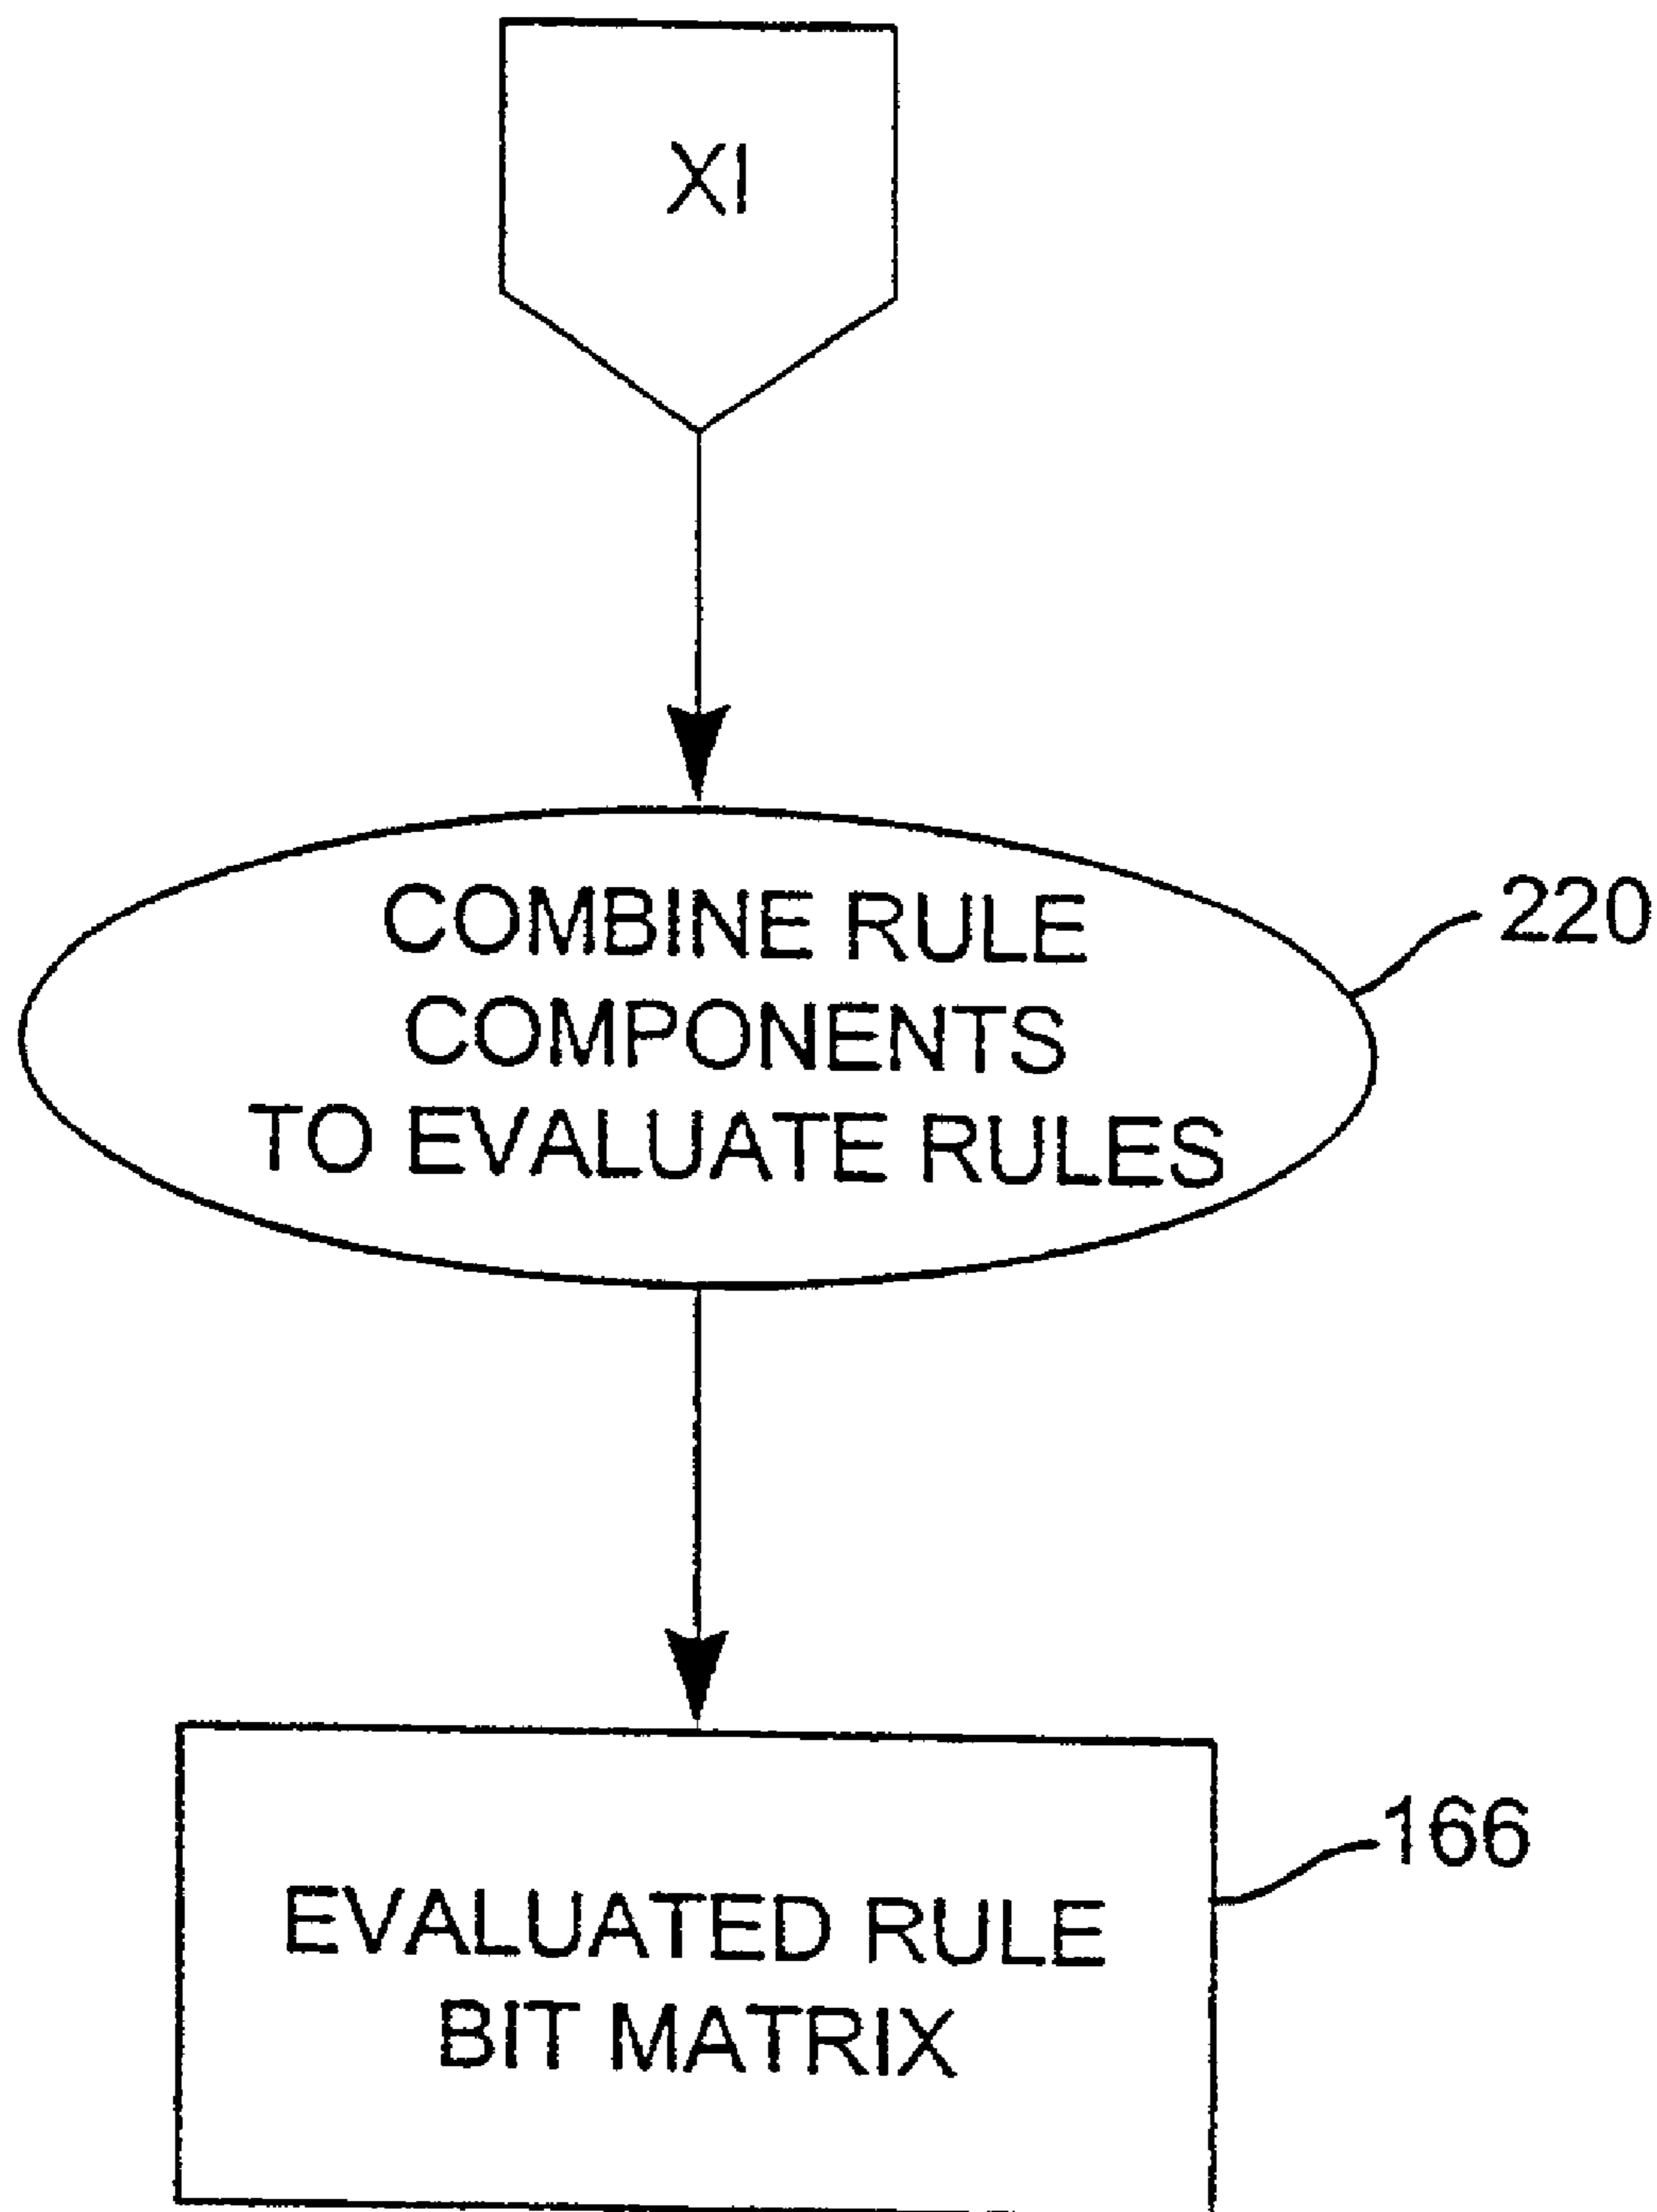 XI
COMBINE RULE
COMPONENTS
TO EVALUATE RULES
220
166
EVALUATED RULE
BIT MATRIX